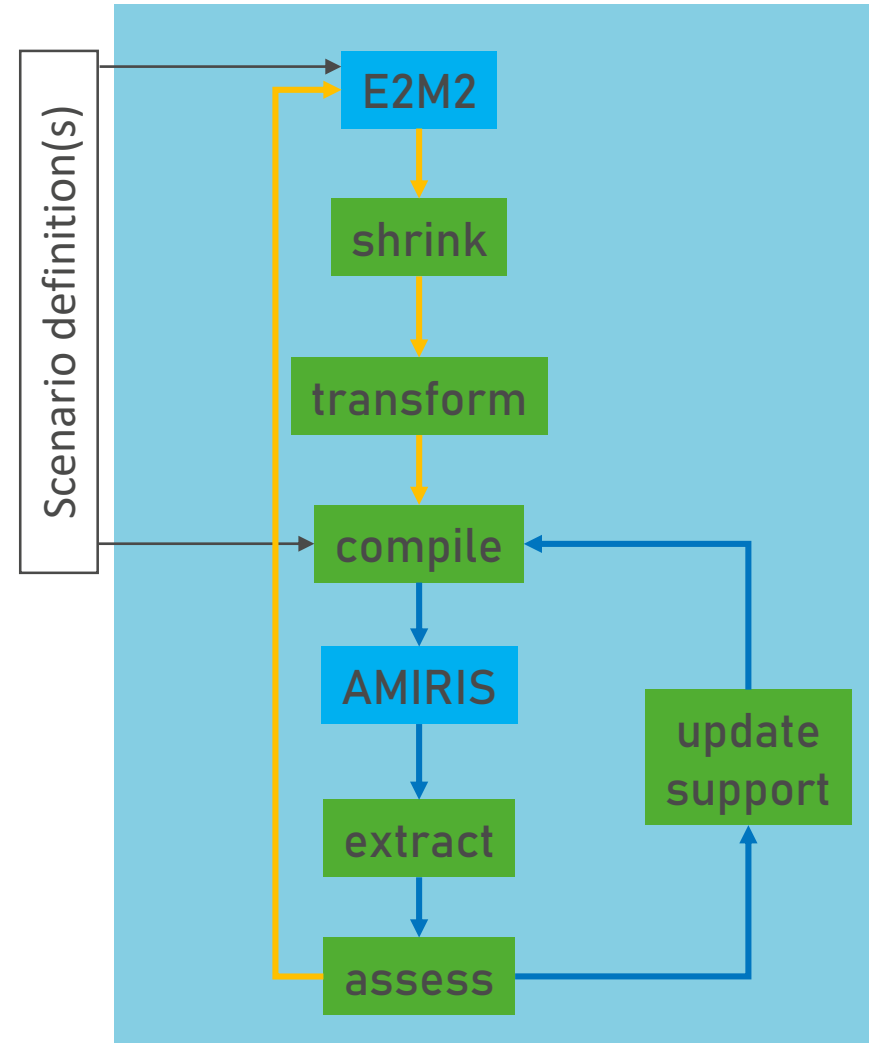 Scenario definition(s)
E2M2
shrink
transform
compile
AMIRIS
update
support
extract
assess